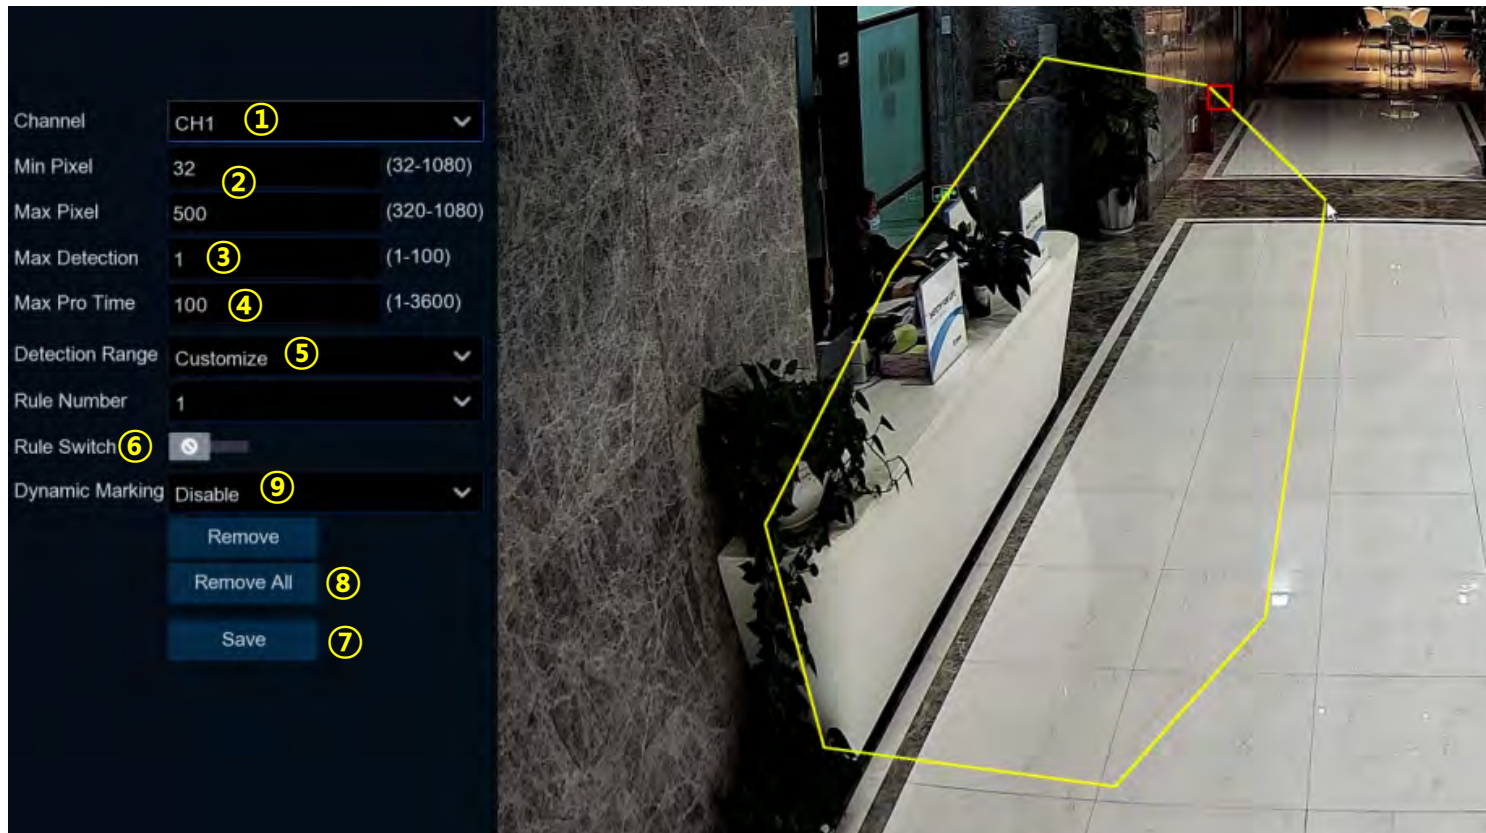 Channel CH1 ①
Min Pixel 32 (32-1080)
②
Max Pixel 500 (320-1080)
Max Detection 1 ③ (1-100)
Max Pro Time 100 ④ (1-3600)
Detection Range Customize ⑤
Rule Number 1
Rule Switch ⑥
Dynamic Marking Disable ⑨
Remove
Remove All ⑧
Save ⑦